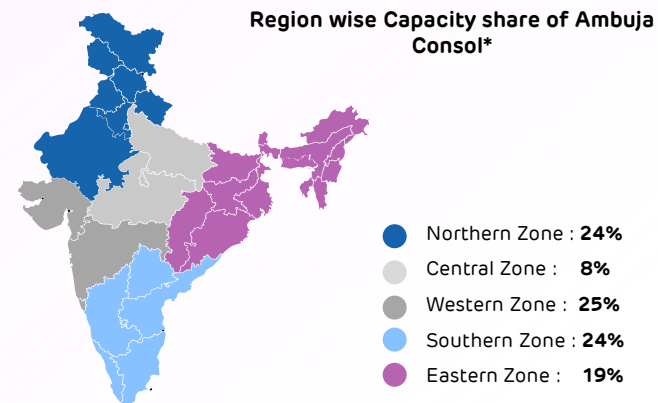 Region wise Capacity share of Ambuja
Consol*
Northern Zone : 24%
Central Zone : 8%
Western Zone : 25%
Southern Zone : 24%
Eastern Zone : 19%